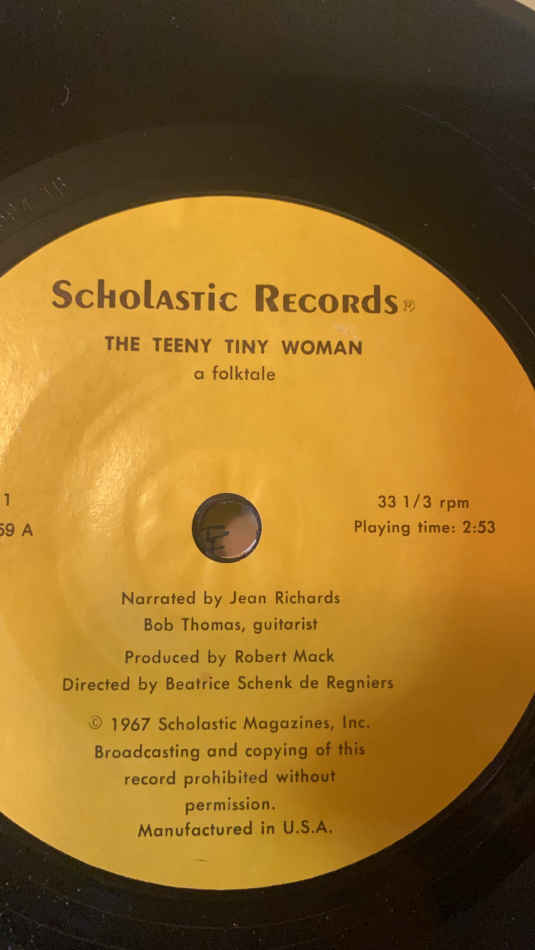 Scholastic Records ®
THE TEENY TINY WOMAN
a folktale
1
59 A
33 1/3 rpm
Playing time: 2:53
Narrated by Jean Richards
Bob Thomas, guitarist
Produced by Robert Mack
Directed by Beatrice Schenk de Regniers
© 1967 Scholastic Magazines, Inc.
Broadcasting and copying of this
record prohibited without
permission.
Manufactured in U.S.A.